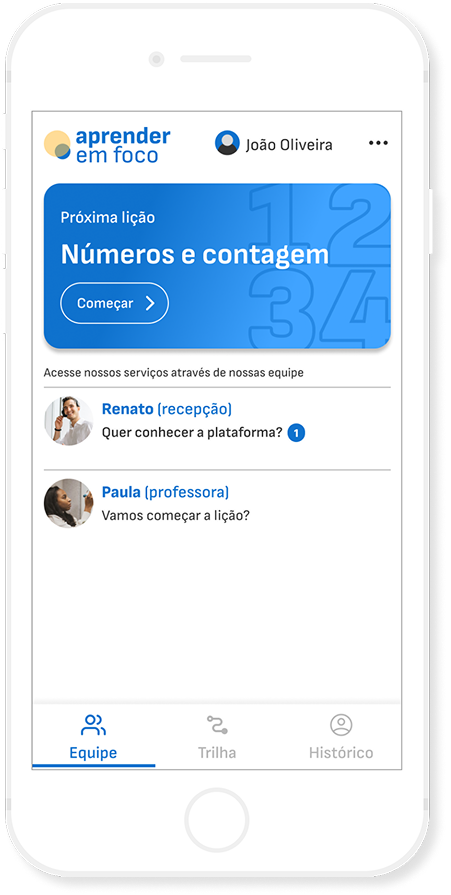 aprender
em foco
João Oliveira
Próxima lição
Números e contagem
Começar
1 2
3 4
Acesse nossos serviços através de nossas equipe
Renato (recepção)
Quer conhecer a plataforma? 1
Paula (professora)
Vamos começar a lição?
Equipe
Trilha
Histórico